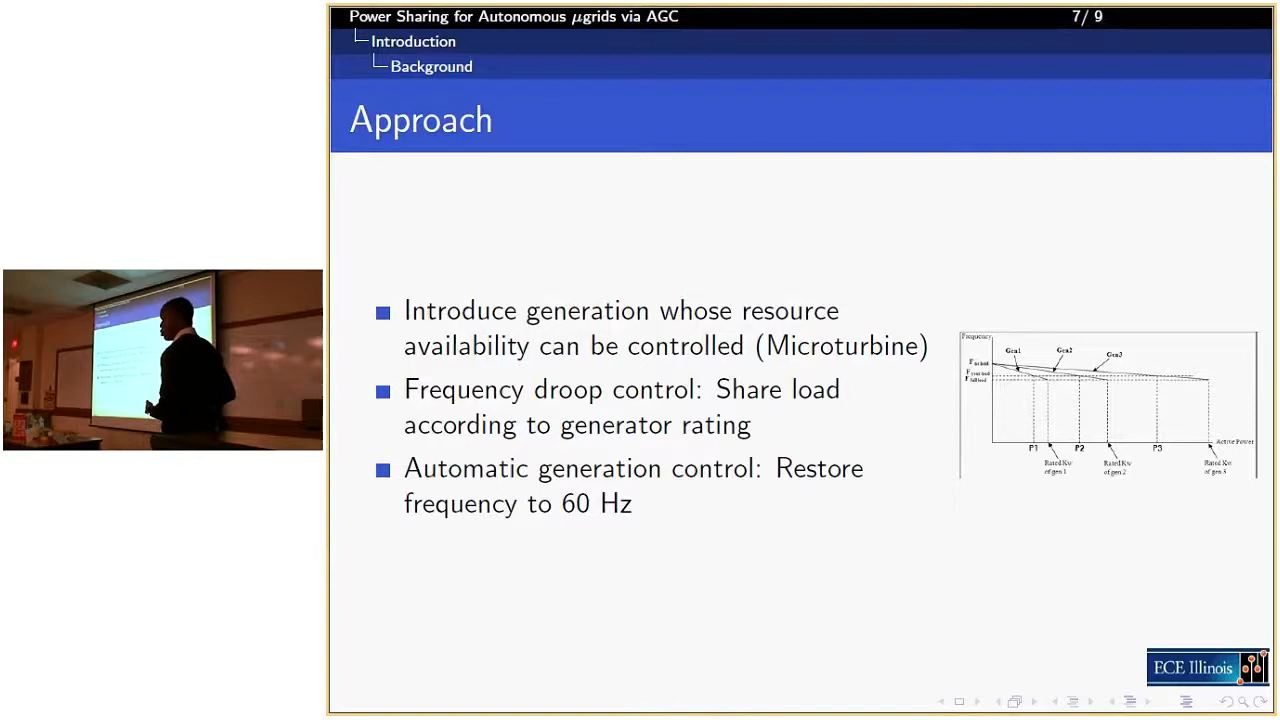 Power Sharing for Autonomous μgrids via AGC
7/ 9
Introduction
Background
Approach
Introduce generation whose resource
availability can be controlled (Microturbine)
Frequency droop control: Share load
according to generator rating
Automatic generation control: Restore
frequency to 60 Hz
Frequency
Gen1
Gen2
Gen3
F no load
F full load
Active Power
P1
P2
P3
Rated Kw
of gen 1
Rated Kw
of gen 2
Rated Kw
of gen 3
ECE Illinois